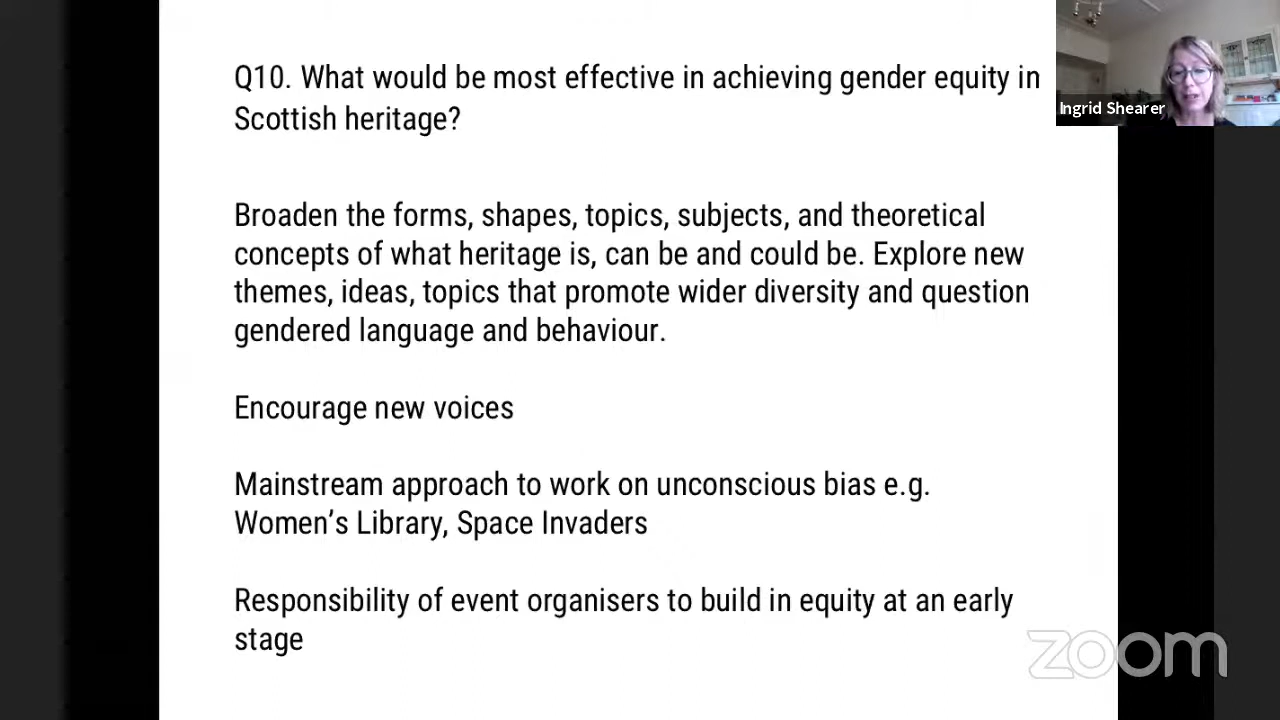 Q10. What would be most effective in achieving gender equity in
Scottish heritage?
Ingrid Shearer
Broaden the forms, shapes, topics, subjects, and theoretical
concepts of what heritage is, can be and could be. Explore new
themes, ideas, topics that promote wider diversity and question
gendered language and behaviour.
Encourage new voices
Mainstream approach to work on unconscious bias e.g.
Women’s Library, Space Invaders
Responsibility of event organisers to build in equity at an early
stage
zoom